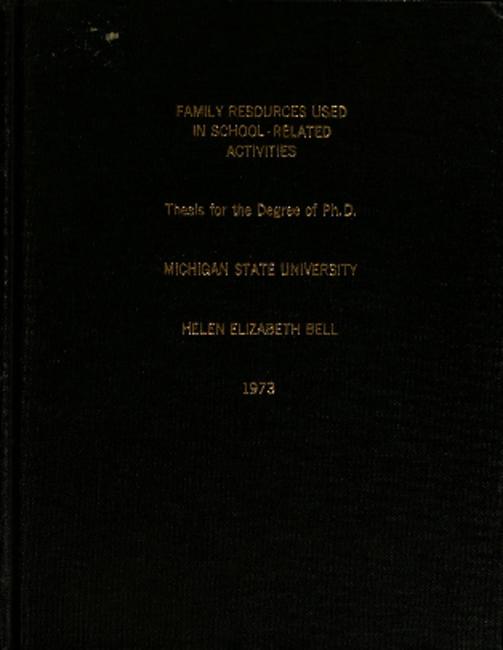 FAMILY RESOURCES USED
IN SCHOOL-RELATED
ACTIVITIES
Thesis for the Degree of Ph.D.
MICHIGAN STATE UNIVERSITY
HELEN ELIZABETH BELL
1973